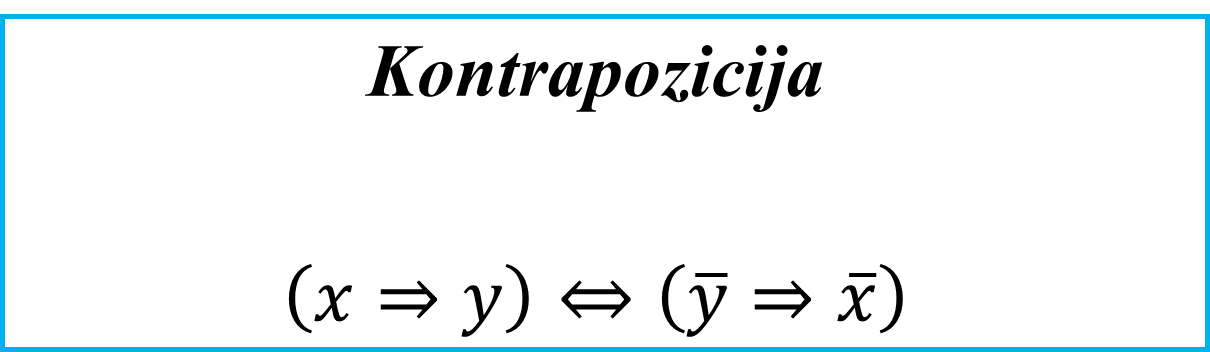 Kontrapozicija
(x ⇒ y) ⇔ (y̅ ⇒ x̅)